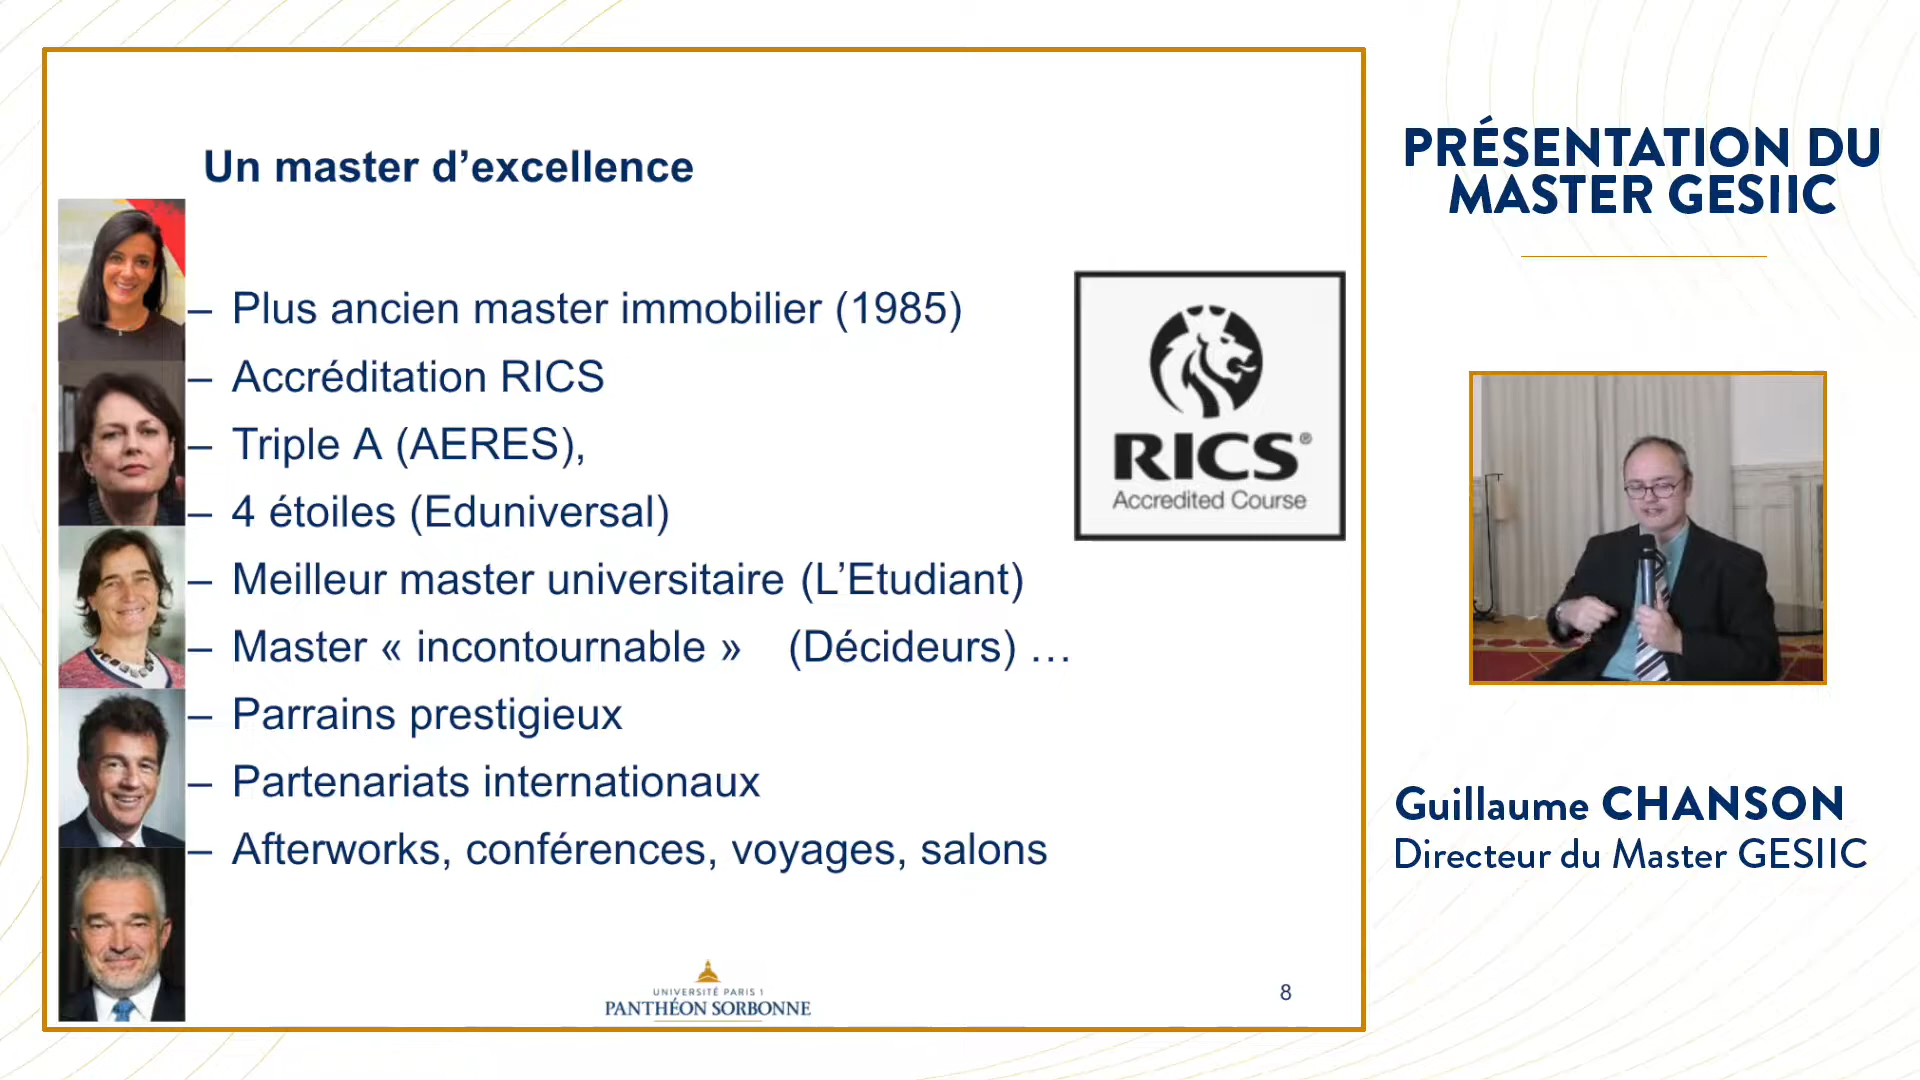 Un master d’excellence
– Plus ancien master immobilier (1985)
– Accréditation RICS
– Triple A (AERES),
– 4 étoiles (Eduniversal)
– Meilleur master universitaire (L’Etudiant)
– Master « incontournable » (Décideurs) …
– Parrains prestigieux
– Partenariats internationaux
– Afterworks, conférences, voyages, salons
RICS®
Accredited Course
UNIVERSITÉ PARIS 1
PANTHÉON SORBONNE
8
PRÉSENTATION DU
MASTER GESIIC
Guillaume CHANSON
Directeur du Master GESIIC